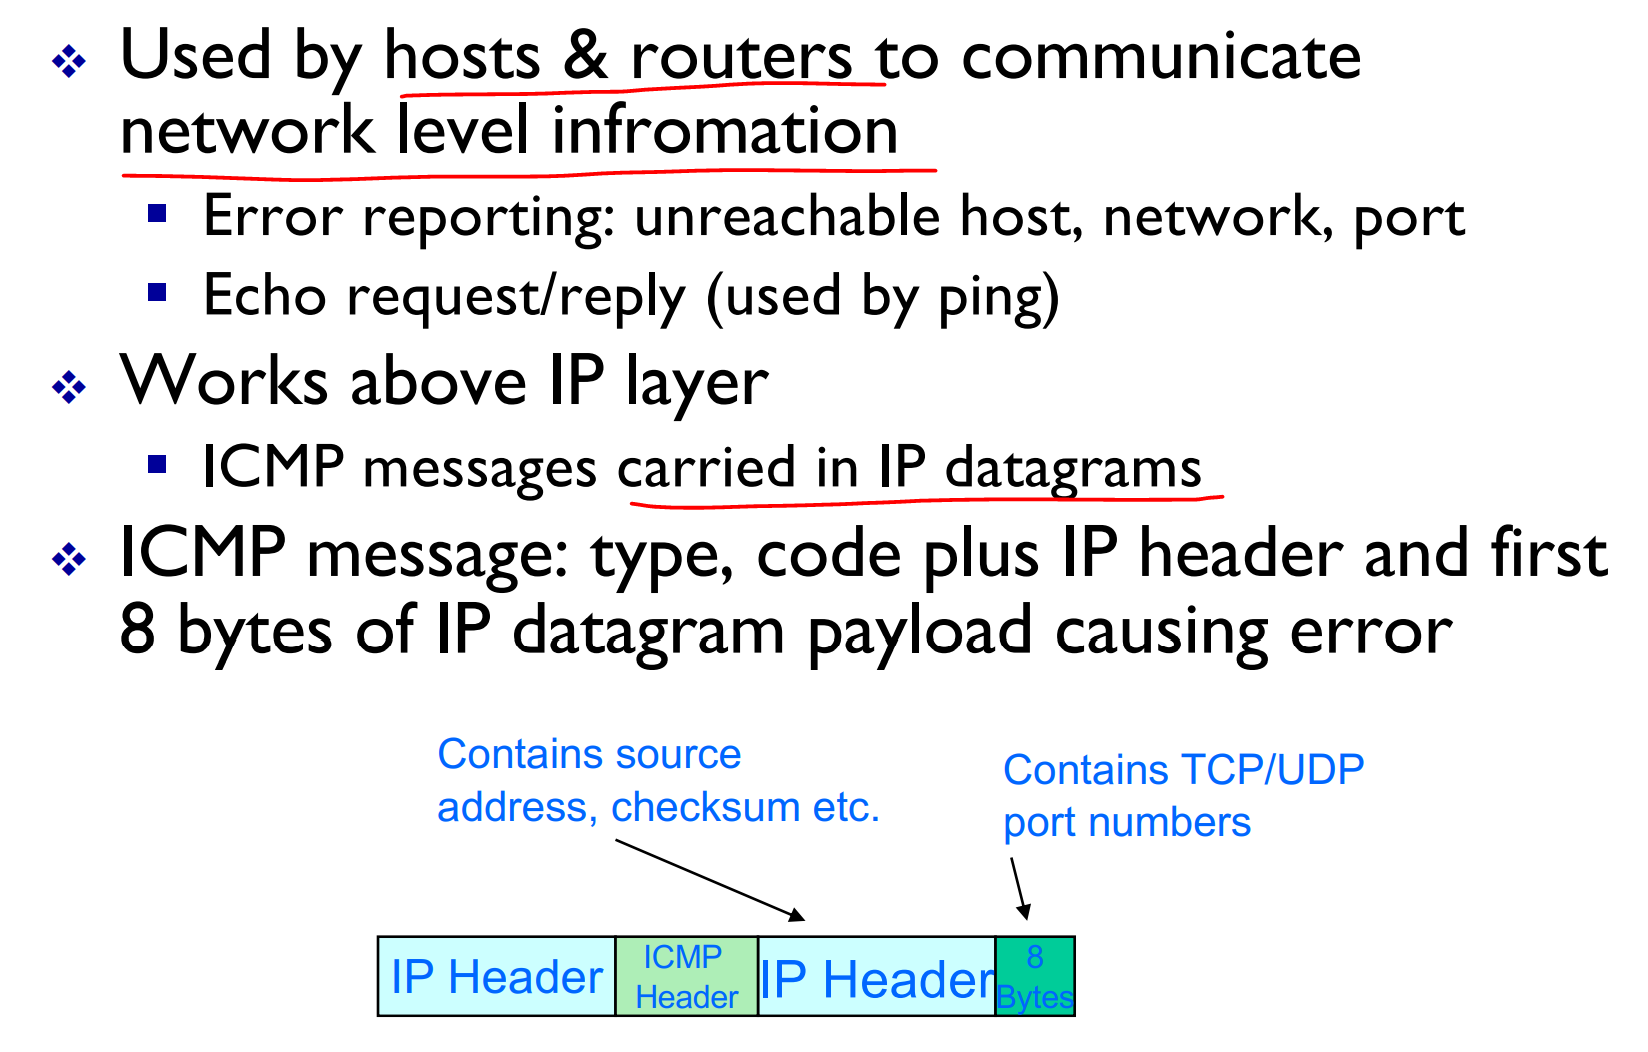 Used by hosts & routers to communicate
network level infromation
Error reporting: unreachable host, network, port
Echo request/reply (used by ping)
Works above IP layer
ICMP messages carried in IP datagrams
ICMP message: type, code plus IP header and first
8 bytes of IP datagram payload causing error
Contains source
address, checksum etc.
Contains TCP/UDP
port numbers
IP Header
ICMP
Header
IP Header
8
Bytes